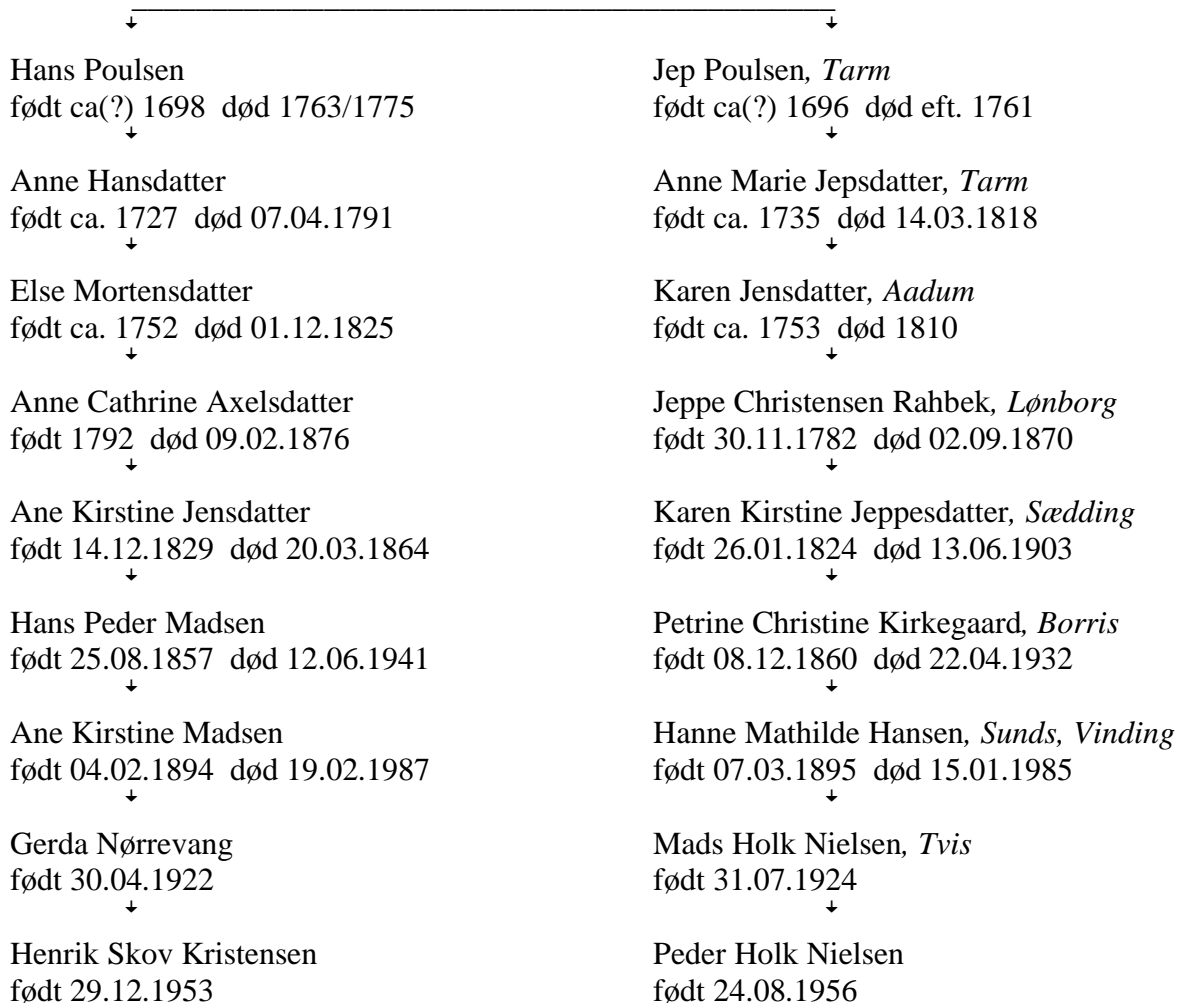 Hans Poulsen
født ca(?) 1698 død 1763/1775
Anne Hansdatter
født ca. 1727 død 07.04.1791
Else Mortensdatter
født ca. 1752 død 01.12.1825
Anne Cathrine Axelsdatter
født 1792 død 09.02.1876
Ane Kirstine Jensdatter
født 14.12.1829 død 20.03.1864
Hans Peder Madsen
født 25.08.1857 død 12.06.1941
Ane Kirstine Madsen
født 04.02.1894 død 19.02.1987
Gerda Nørrevang
født 30.04.1922
Henrik Skov Kristensen
født 29.12.1953
Jep Poulsen, Tarm
født ca(?) 1696 død eft. 1761
Anne Marie Jepsdatter, Tarm
født ca. 1735 død 14.03.1818
Karen Jensdatter, Aadum
født ca. 1753 død 1810
Jeppe Christensen Rahbek, Lønborg
født 30.11.1782 død 02.09.1870
Karen Kirstine Jeppesdatter, Sædding
født 26.01.1824 død 13.06.1903
Petrine Christine Kirkegaard, Borris
født 08.12.1860 død 22.04.1932
Hanne Mathilde Hansen, Sunds, Vinding
født 07.03.1895 død 15.01.1985
Mads Holk Nielsen, Tvis
født 31.07.1924
Peder Holk Nielsen
født 24.08.1956